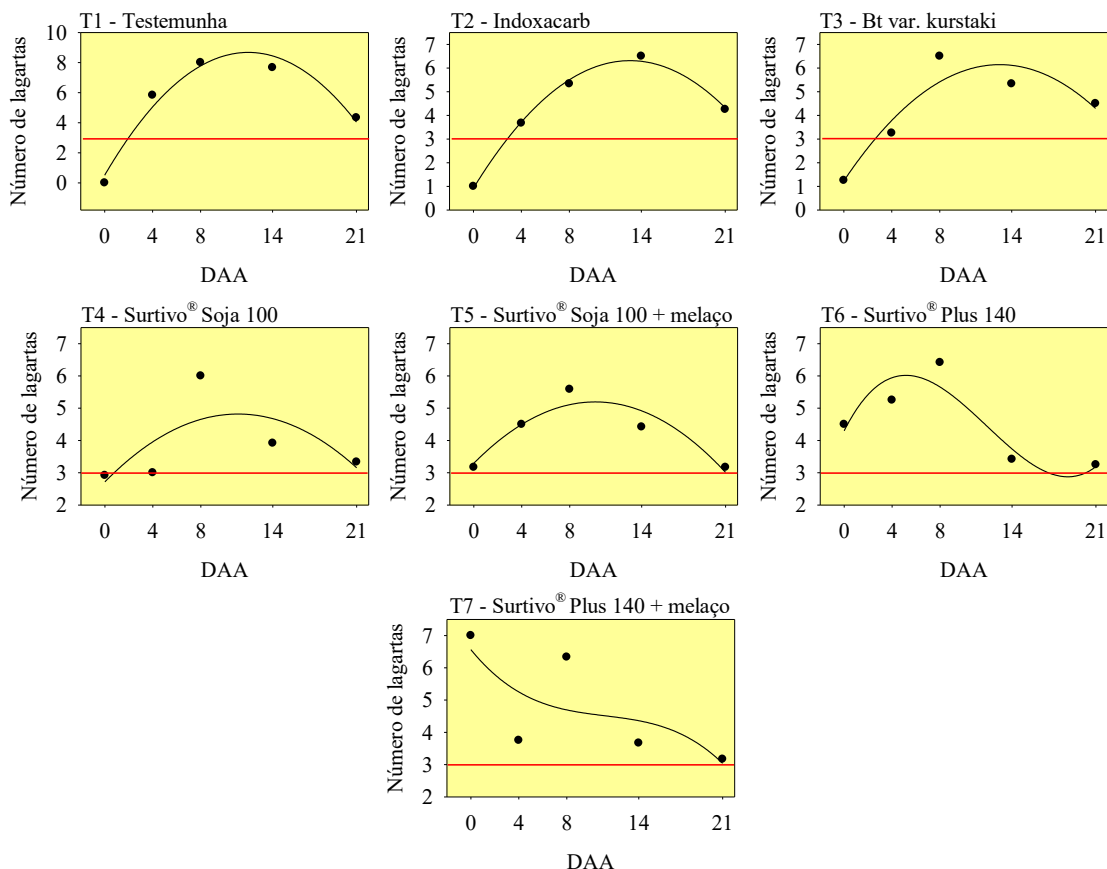 T1 - Testemunha
Número de lagartas
10
8
6
4
2
0
0 4 8 14 21
DAA
T2 - Indoxacarb
Número de lagartas
7
6
5
4
3
2
1
0
0 4 8 14 21
DAA
T3 - Bt var. kurstaki
Número de lagartas
7
6
5
4
3
2
1
0
0 4 8 14 21
DAA
T4 - Surtivo® Soja 100
Número de lagartas
7
6
5
4
3
2
0 4 8 14 21
DAA
T5 - Surtivo® Soja 100 + melaço
Número de lagartas
7
6
5
4
3
2
0 4 8 14 21
DAA
T6 - Surtivo® Plus 140
Número de lagartas
7
6
5
4
3
2
0 4 8 14 21
DAA
T7 - Surtivo® Plus 140 + melaço
Número de lagartas
7
6
5
4
3
2
0 4 8 14 21
DAA